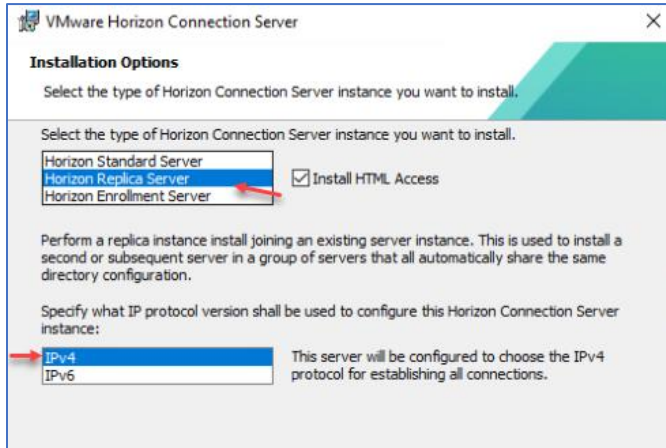 VMware Horizon Connection Server
Installation Options
Select the type of Horizon Connection Server instance you want to install.
Select the type of Horizon Connection Server instance you want to install.
Horizon Standard Server
Horizon Replica Server
Horizon Enrollment Server
Install HTML Access
Perform a replica instance install joining an existing server instance. This is used to install a
second or subsequent server in a group of servers that all automatically share the same
directory configuration.
Specify what IP protocol version shall be used to configure this Horizon Connection Server
instance:
IPv4
IPv6
This server will be configured to choose the IPv4
protocol for establishing all connections.